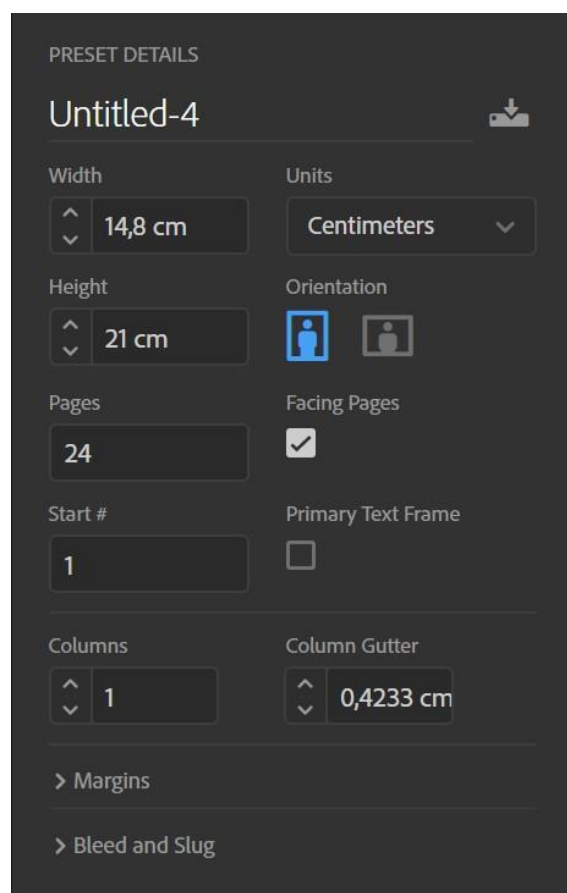 PRESET DETAILS
Untitled-4
Width Units
14,8 cm Centimeters
Height Orientation
21 cm
Pages Facing Pages
24
Start # Primary Text Frame
1
Columns Column Gutter
1 0,4233 cm
Margins
Bleed and Slug